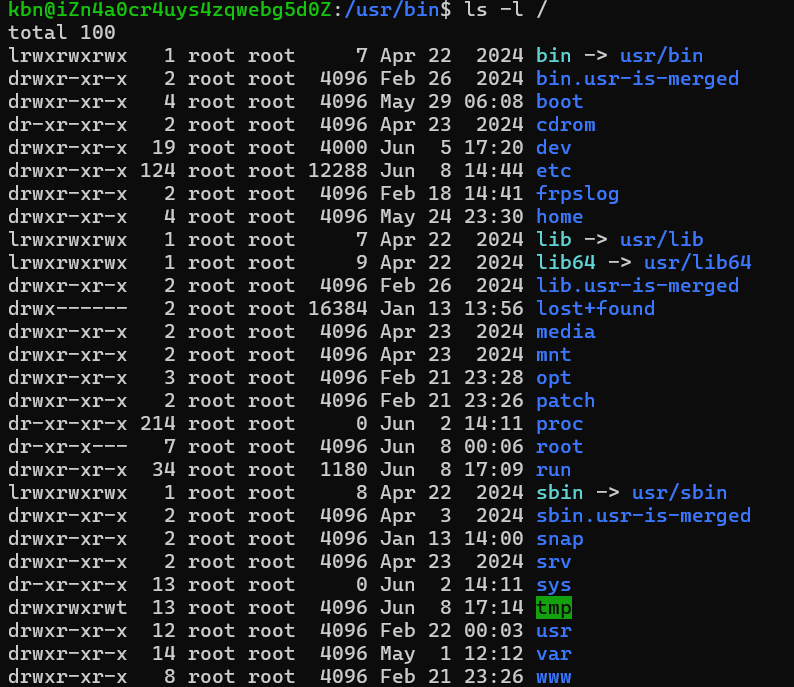 kbn@iZn4a0cr4uys4zqwebg5d0Z:/usr/bin$ ls -l /
total 100
lrwxrwxrwx   1 root root     7 Apr 22  2024 bin -> usr/bin
drwxr-xr-x   2 root root  4096 Feb 26  2024 bin.usr-is-merged
drwxr-xr-x   4 root root  4096 May 29 06:08 boot
dr-xr-xr-x   2 root root  4096 Apr 23  2024 cdrom
drwxr-xr-x  19 root root  4000 Jun  5 17:20 dev
drwxr-xr-x 124 root root 12288 Jun  8 14:44 etc
drwxr-xr-x   2 root root  4096 Feb 18 14:41 frpslog
drwxr-xr-x   4 root root  4096 May 24 23:30 home
lrwxrwxrwx   1 root root     7 Apr 22  2024 lib -> usr/lib
lrwxrwxrwx   1 root root     9 Apr 22  2024 lib64 -> usr/lib64
drwxr-xr-x   2 root root  4096 Feb 26  2024 lib.usr-is-merged
drwx------   2 root root 16384 Jan 13 13:56 lost+found
drwxr-xr-x   2 root root  4096 Apr 23  2024 media
drwxr-xr-x   2 root root  4096 Apr 23  2024 mnt
drwxr-xr-x   3 root root  4096 Feb 21 23:28 opt
drwxr-xr-x   2 root root  4096 Feb 21 23:26 patch
dr-xr-xr-x 214 root root     0 Jun  2 14:11 proc
dr-xr-x---   7 root root  4096 Jun  8 00:06 root
drwxr-xr-x  34 root root  1180 Jun  8 17:09 run
lrwxrwxrwx   1 root root     8 Apr 22  2024 sbin -> usr/sbin
drwxr-xr-x   2 root root  4096 Apr  3  2024 sbin.usr-is-merged
drwxr-xr-x   2 root root  4096 Jan 13 14:00 snap
drwxr-xr-x   2 root root  4096 Apr 23  2024 srv
dr-xr-xr-x  13 root root     0 Jun  2 14:11 sys
drwxrwxrwt  13 root root  4096 Jun  8 17:14 tmp
drwxr-xr-x  12 root root  4096 Feb 22 00:03 usr
drwxr-xr-x  14 root root  4096 May  1 12:12 var
drwxr-xr-x   8 root root  4096 Feb 21 23:26 www